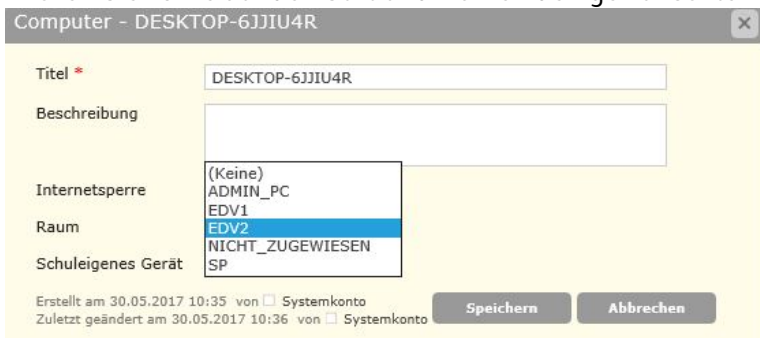 Computer - DESKTOP-6JJIU4R
Titel *
DESKTOP-6JJIU4R
Beschreibung
(Keine)
Internetsperre
ADMIN_PC
EDV1
Raum
EDV2
NICHT_ZUGEWIESEN
Schuleigenes Gerät
SP
Erstellt am 30.05.2017 10:35 von Systemkonto
Zuletzt geändert am 30.05.2017 10:36 von Systemkonto
Speichern
Abbrechen